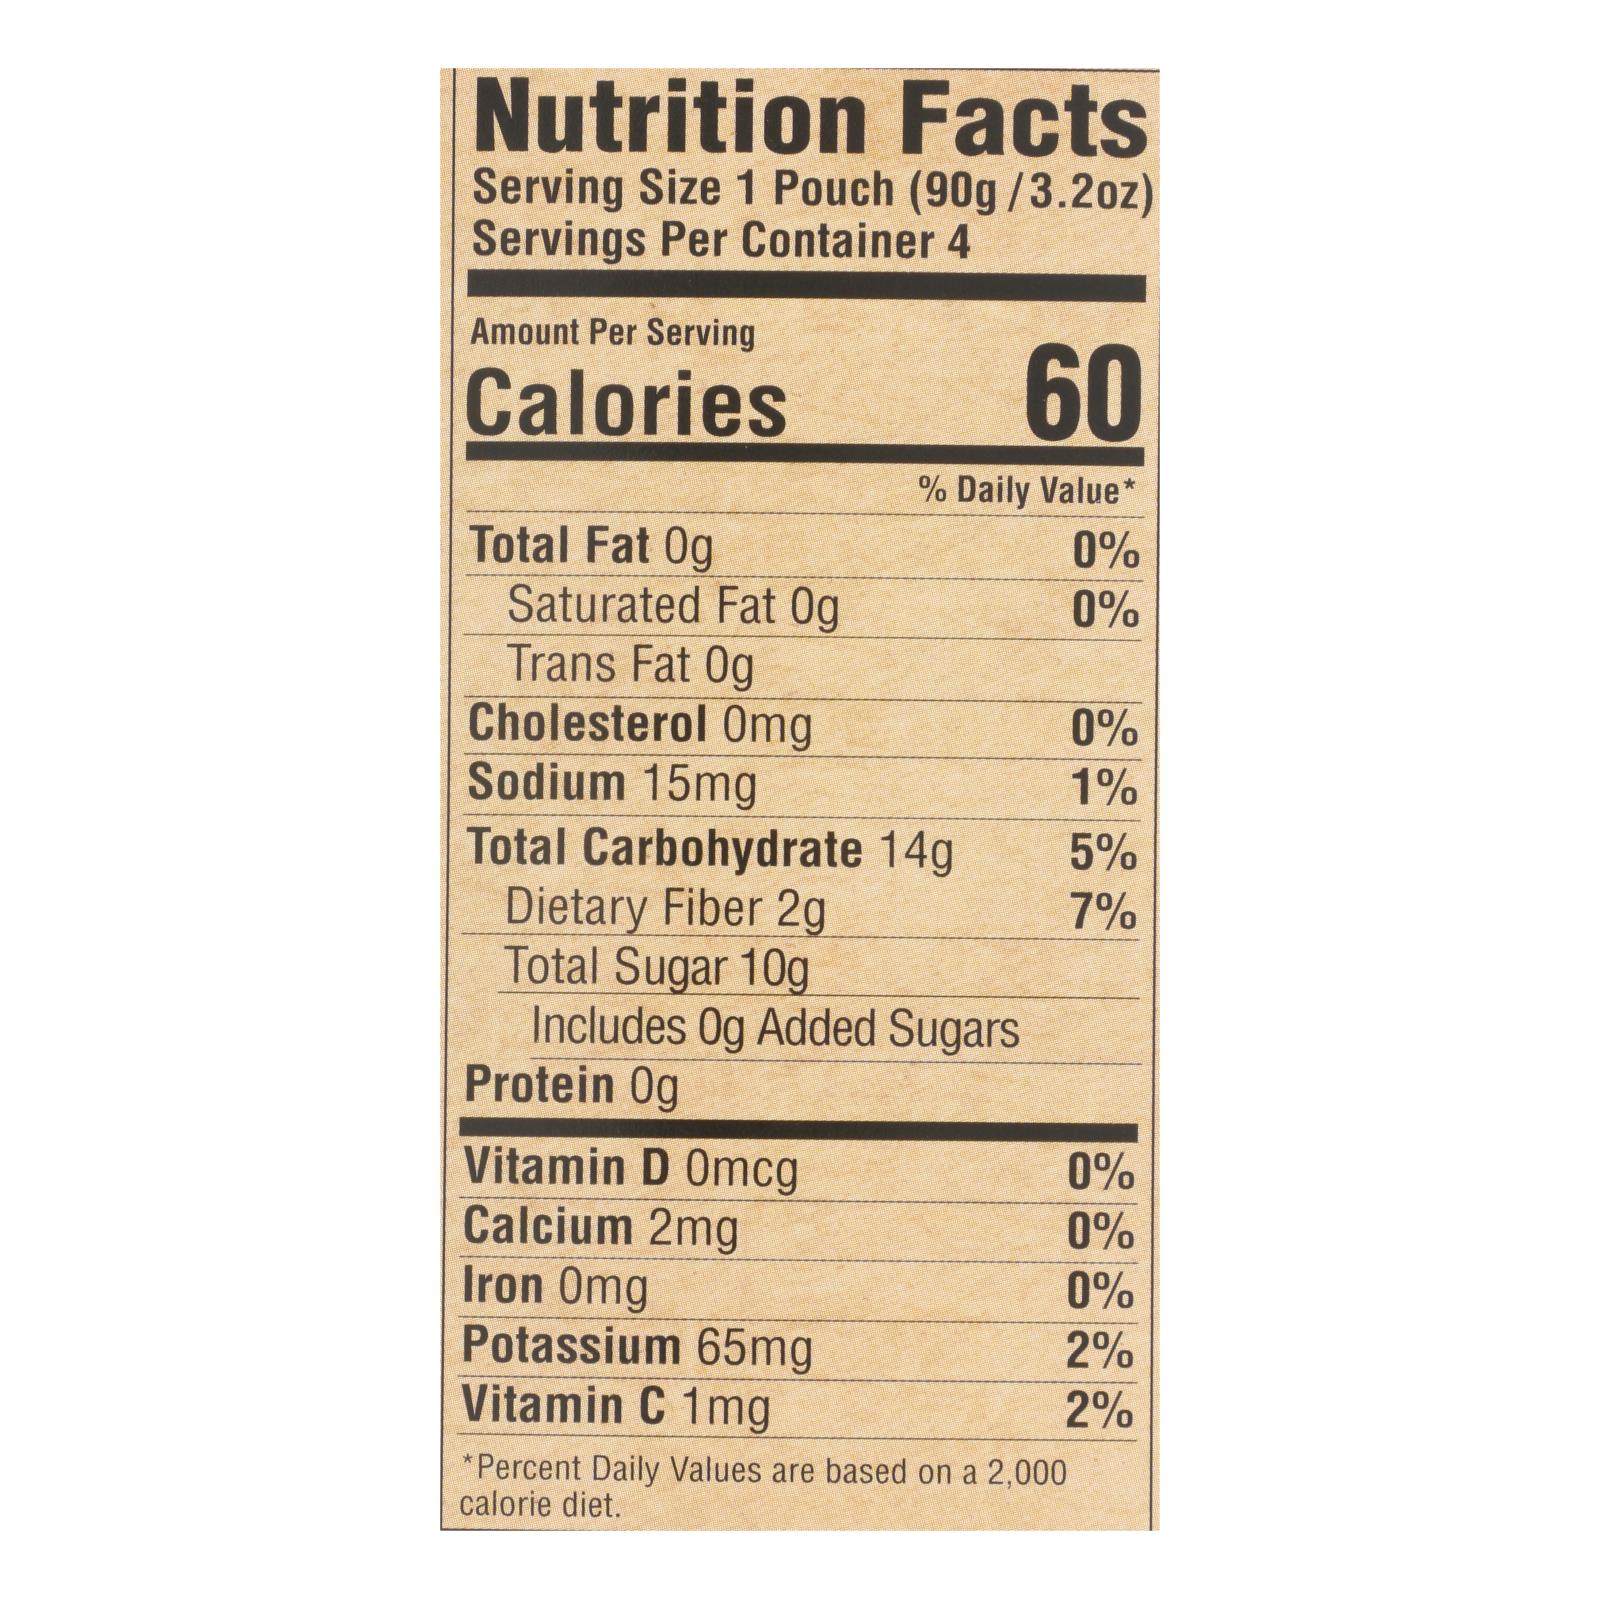 Nutrition Facts
Serving Size 1 Pouch (90g/3.2oz)
Servings Per Container 4
Amount Per Serving
Calories 60
% Daily Value*
Total Fat 0g 0%
Saturated Fat 0g 0%
Trans Fat 0g
Cholesterol 0mg 0%
Sodium 15mg 1%
Total Carbohydrate 14g 5%
Dietary Fiber 2g 7%
Total Sugar 10g
Includes 0g Added Sugars
Protein 0g
Vitamin D 0mcg 0%
Calcium 2mg 0%
Iron 0mg 0%
Potassium 65mg 2%
Vitamin C 1mg 2%
*Percent Daily Values are based on a 2,000
calorie diet.